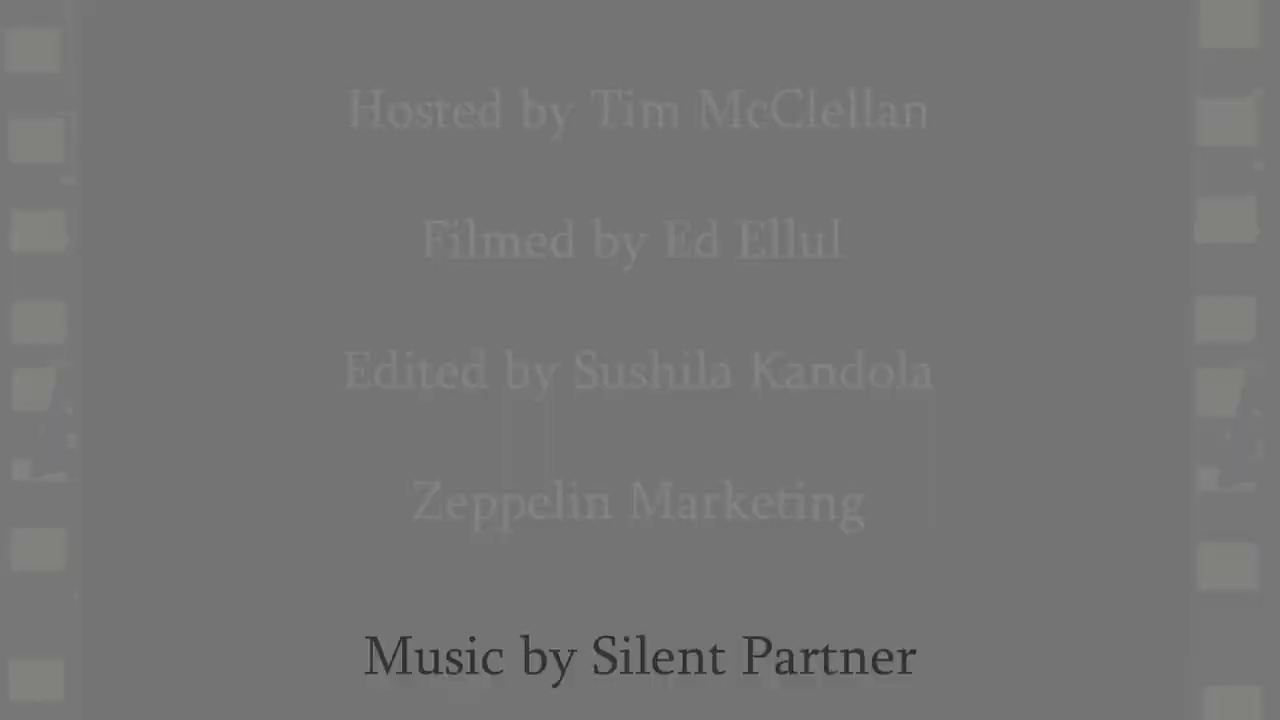 Hosted by Tim McClellan
Filmed by Ed Ellul
Edited by Sushila Kandola
Zeppelin Marketing
Music by Silent Partner